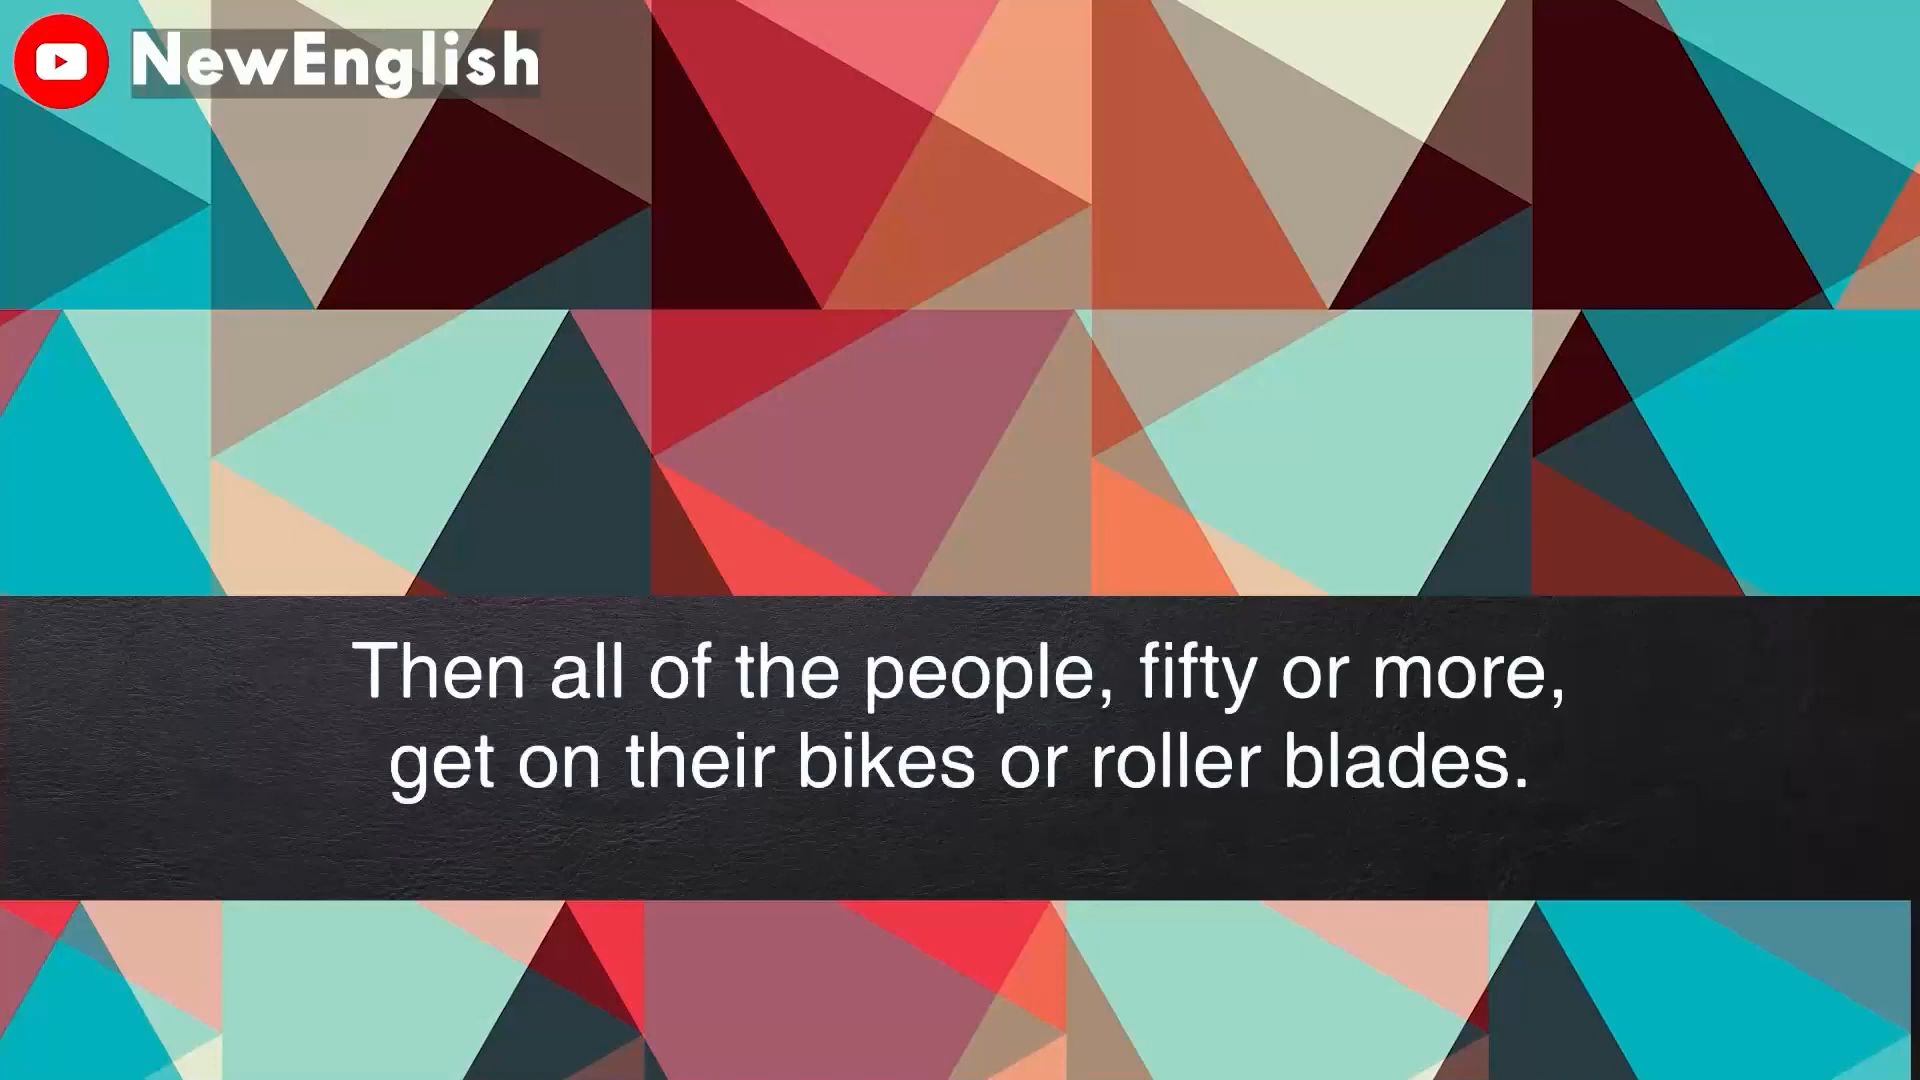 NewEnglish
Then all of the people, fifty or more,
get on their bikes or roller blades.